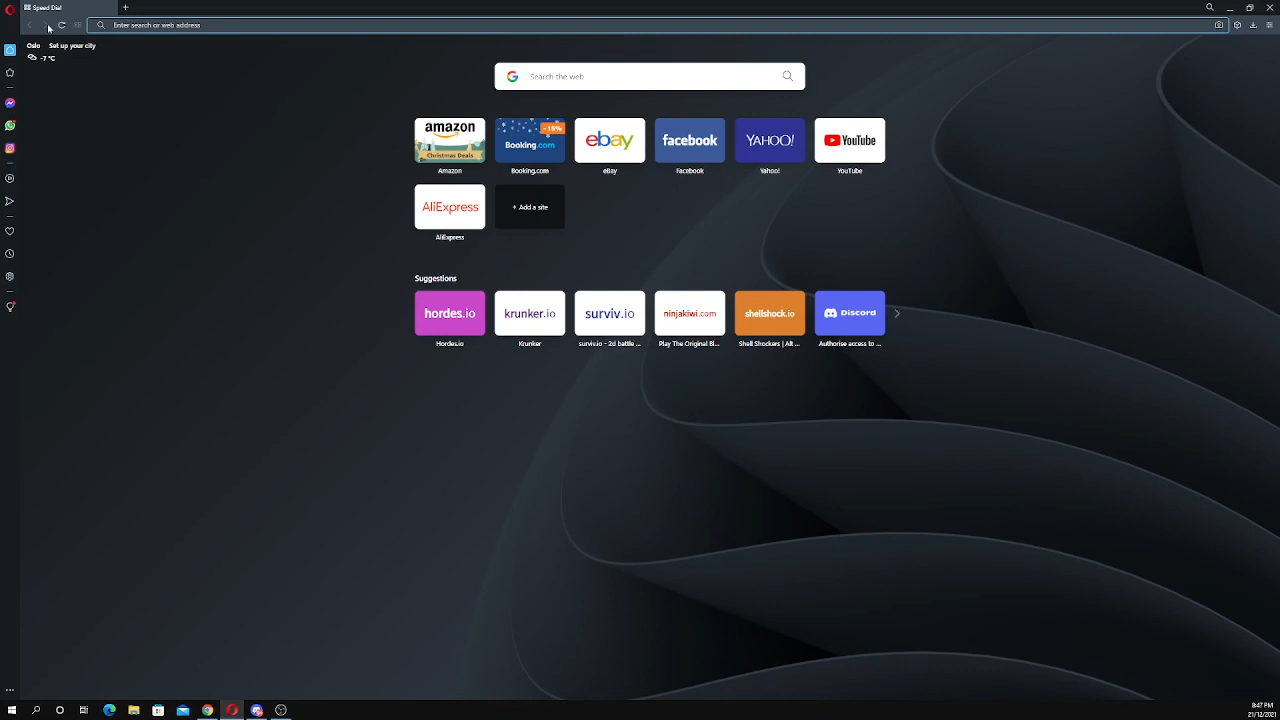 Speed Dial
Enter search or web address
Oslo Set up your city
-7 °C
Search the web
amazon
Christmas Deals
- 15%
Booking.com
ebay
facebook
YAHOO!
YouTube
Amazon
Booking.com
eBay
Facebook
Yahoo!
YouTube
AliExpress
+ Add a site
AliExpress
Suggestions
hordes.io
krunker.io
surviv.io
ninjakiwi.com
shellshock.io
Discord
Hordes.io
Krunker
surviv.io - 2d battle ...
Play The Original Bl...
Shell Shockers | Alt ...
Authorise access to ...
8:47 PM
21/12/2021